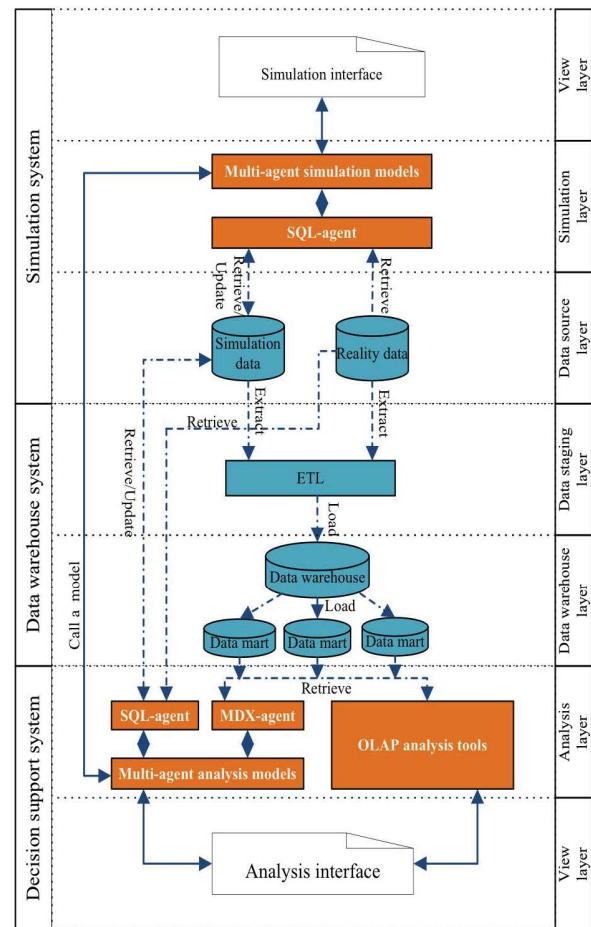 Simulation system
Data warehouse system
Decision support system
Simulation interface
View
layer
Multi-agent simulation models
SQL-agent
Simulation
layer
Retrieve/
Update
Retrieve
Simulation
data
Reality data
Data source
layer
Extract
Extract
Retrieve
Retrieve/Update
Call a model
ETL
Data staging
layer
Load
Data warehouse
Load
Data mart
Data mart
Data mart
Data warehouse
layer
Retrieve
SQL-agent
MDX-agent
OLAP analysis tools
Multi-agent analysis models
Analysis
layer
Analysis interface
View
layer